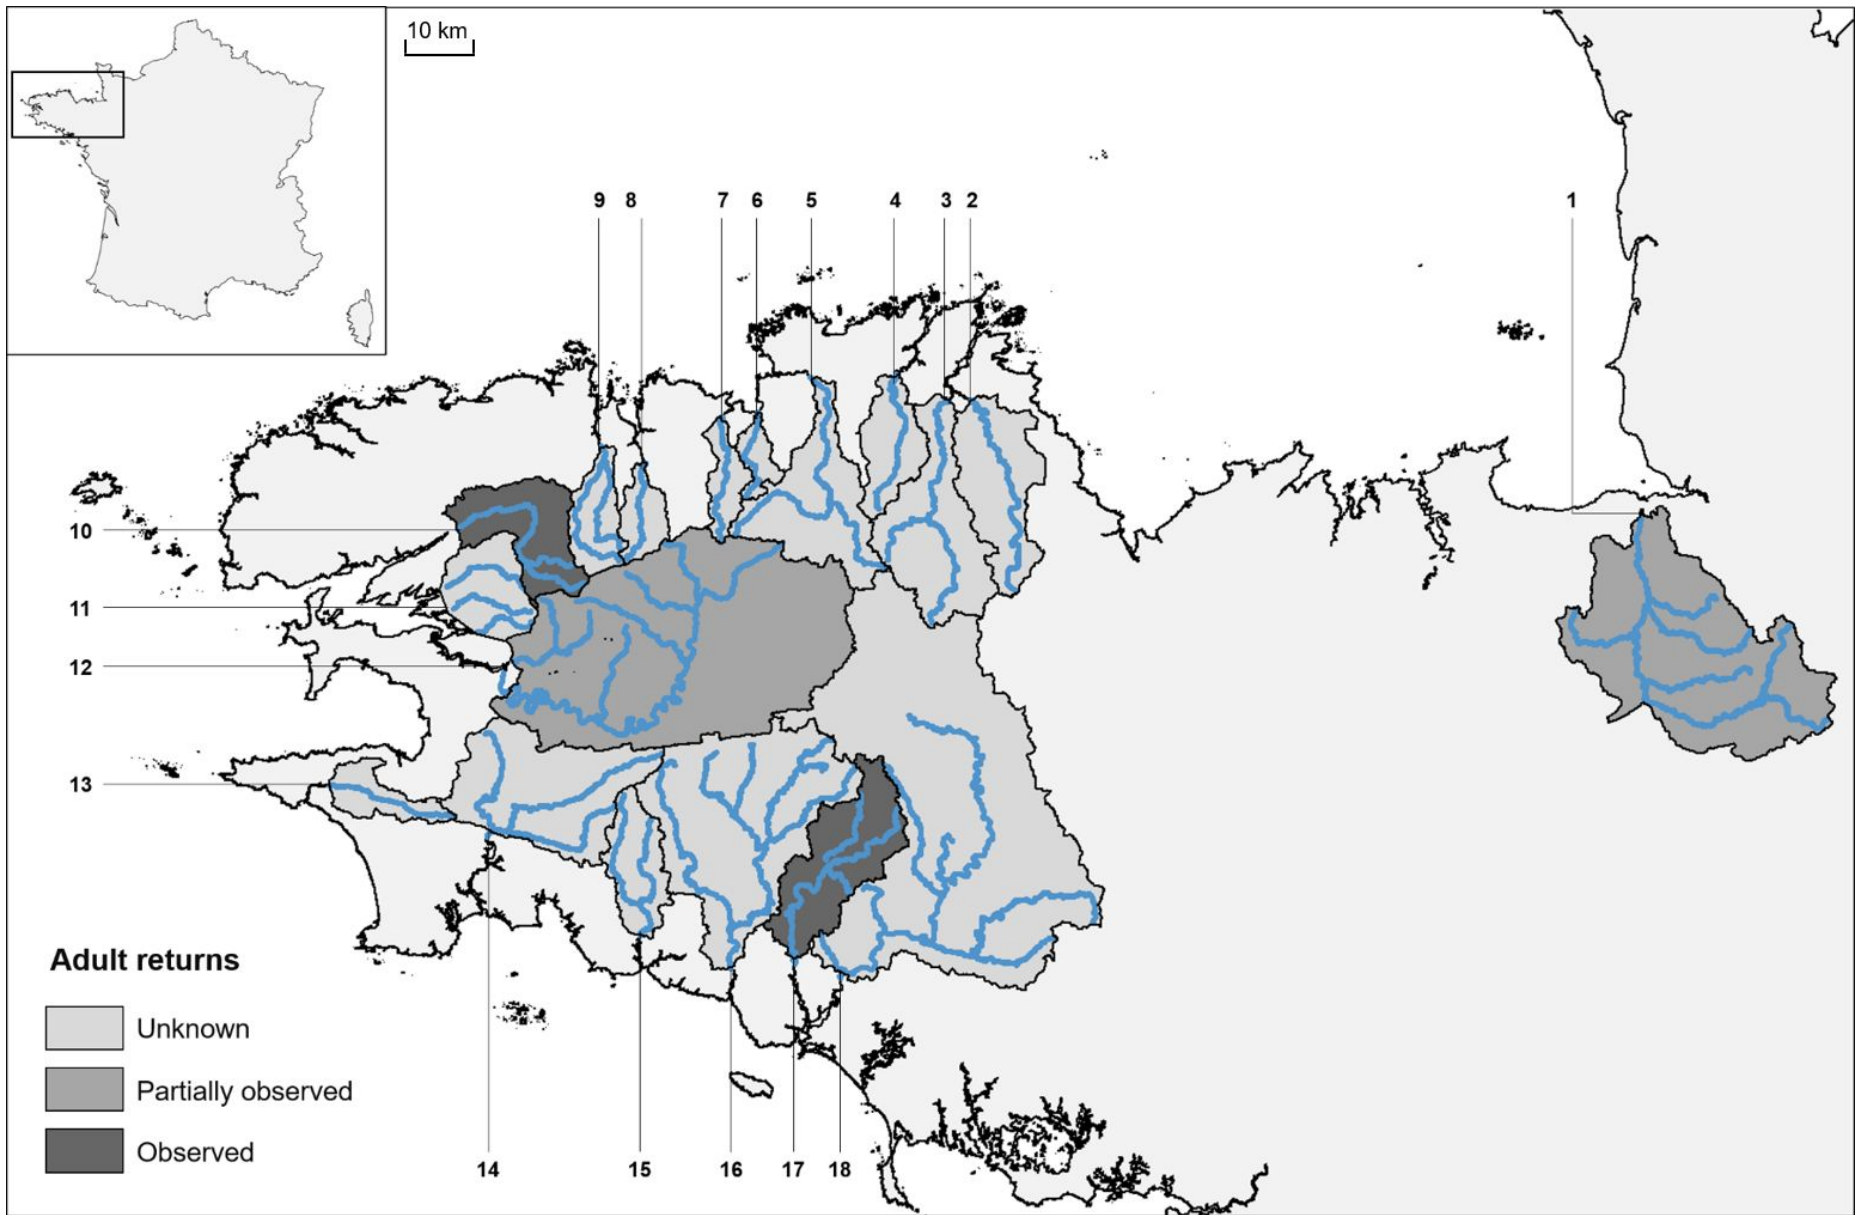 10 km
9 8 7 6 5 4 3 2 1
10
11
12
13
Adult returns
Unknown
Partially observed
Observed
14 15 16 17 18